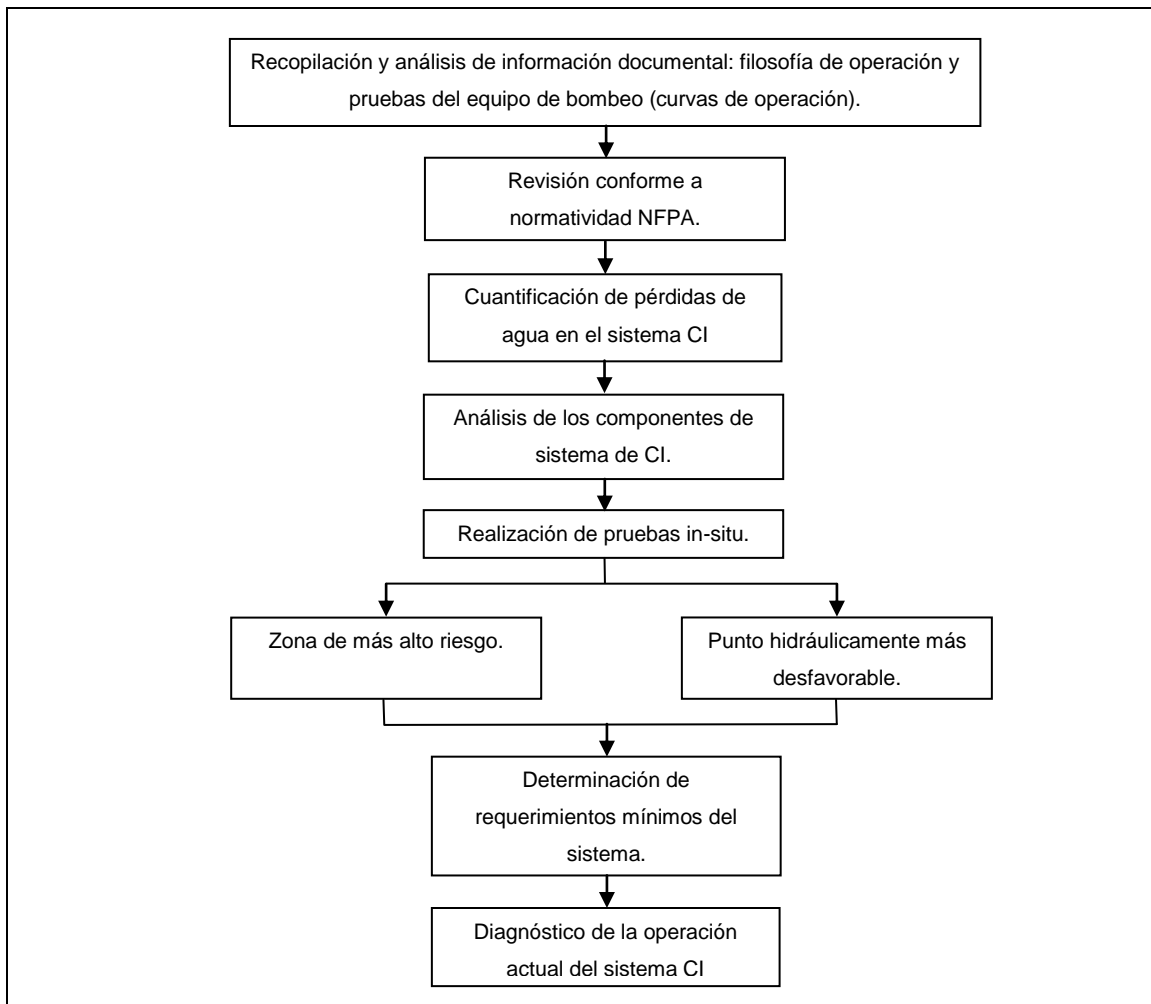 Recopilación y análisis de información documental: filosofía de operación y
pruebas del equipo de bombeo (curvas de operación).
Revisión conforme a
normatividad NFPA.
Cuantificación de pérdidas de
agua en el sistema CI
Análisis de los componentes de
sistema de CI.
Realización de pruebas in-situ.
Zona de más alto riesgo.
Punto hidráulicamente más
desfavorable.
Determinación de
requerimientos mínimos del
sistema.
Diagnóstico de la operación
actual del sistema CI